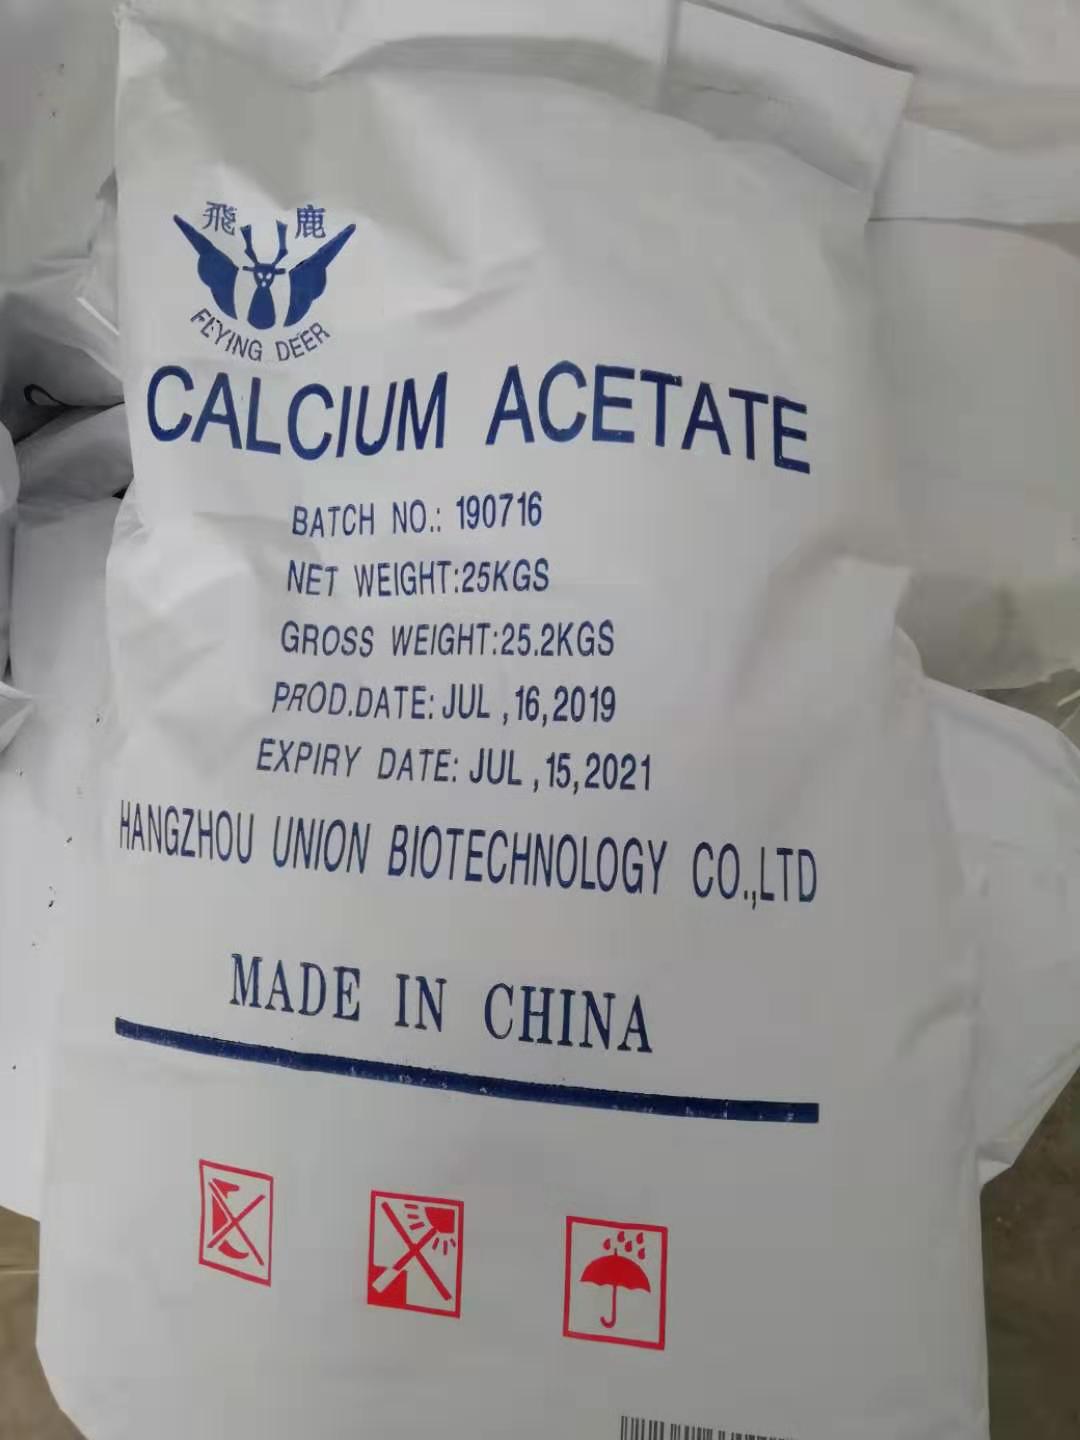 飛鹿
FLYING DEER
CALCIUM ACETATE
BATCH NO.: 190716
NET WEIGHT:25KGS
GROSS WEIGHT:25.2KGS
PROD.DATE: JUL ,16,2019
EXPIRY DATE: JUL ,15,2021
HANGZHOU UNION BIOTECHNOLOGY CO.,LTD
MADE IN CHINA